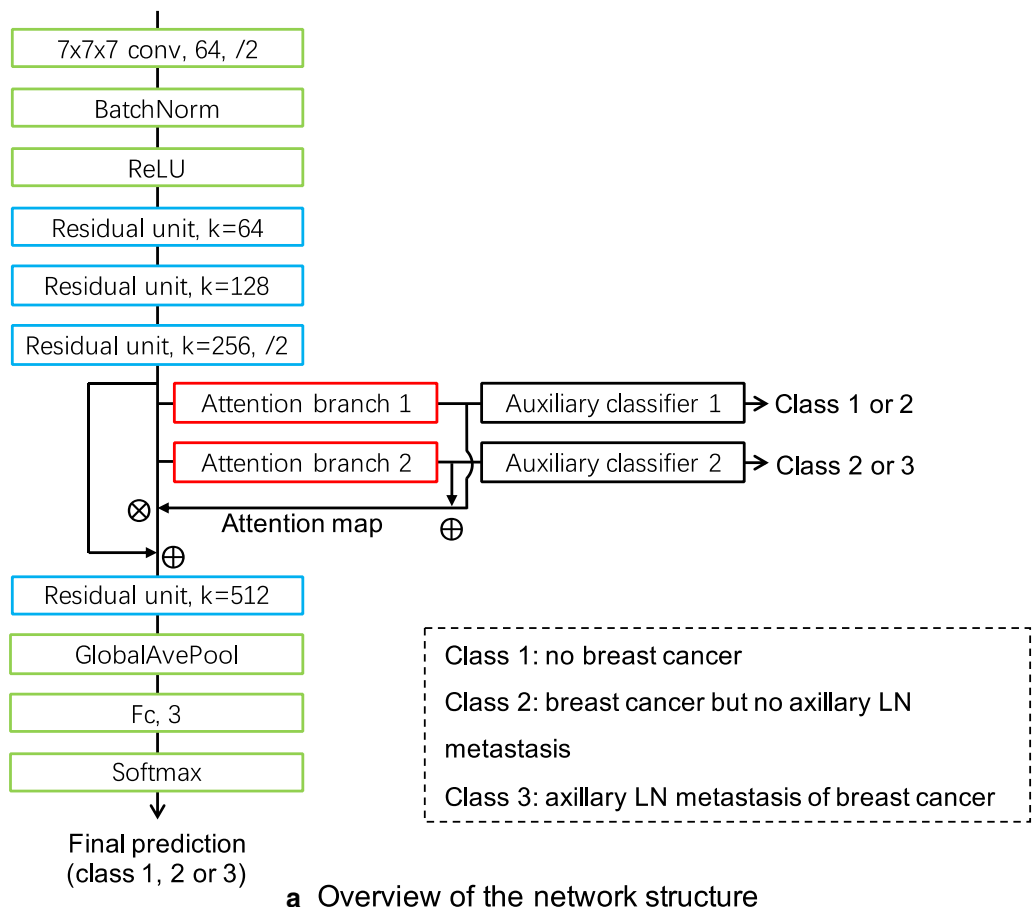 7x7x7 conv, 64, /2
BatchNorm
ReLU
Residual unit, k=64
Residual unit, k=128
Residual unit, k=256, /2
Attention branch 1
Auxiliary classifier 1
Class 1 or 2
Attention branch 2
Auxiliary classifier 2
Class 2 or 3
Attention map
Residual unit, k=512
GlobalAvePool
Fc, 3
Softmax
Final prediction
(class 1, 2 or 3)
Class 1: no breast cancer
Class 2: breast cancer but no axillary LN
metastasis
Class 3: axillary LN metastasis of breast cancer
a Overview of the network structure